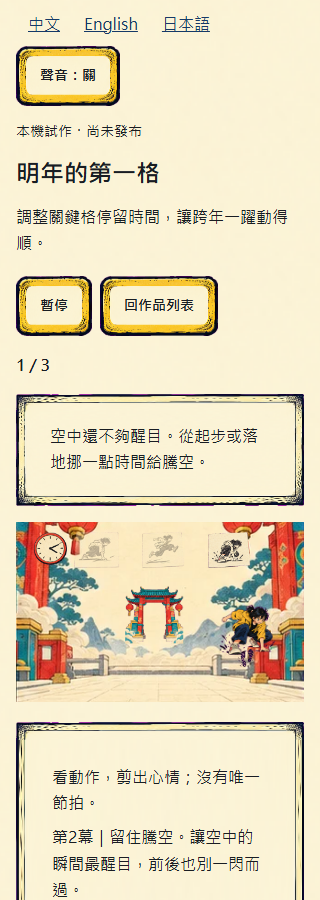 中文 English 日本語
聲音：關
本機試作・尚未發布
明年的第一格
調整關鍵格停留時間，讓跨年一躍動得
順。
暫停 回作品列表
1 / 3
空中還不夠醒目。從起步或落
地挪一點時間給騰空。
看動作，剪出心情；沒有唯一
節拍。
第2幕｜留住騰空。讓空中的
瞬間最醒目，前後也別一閃而
過。